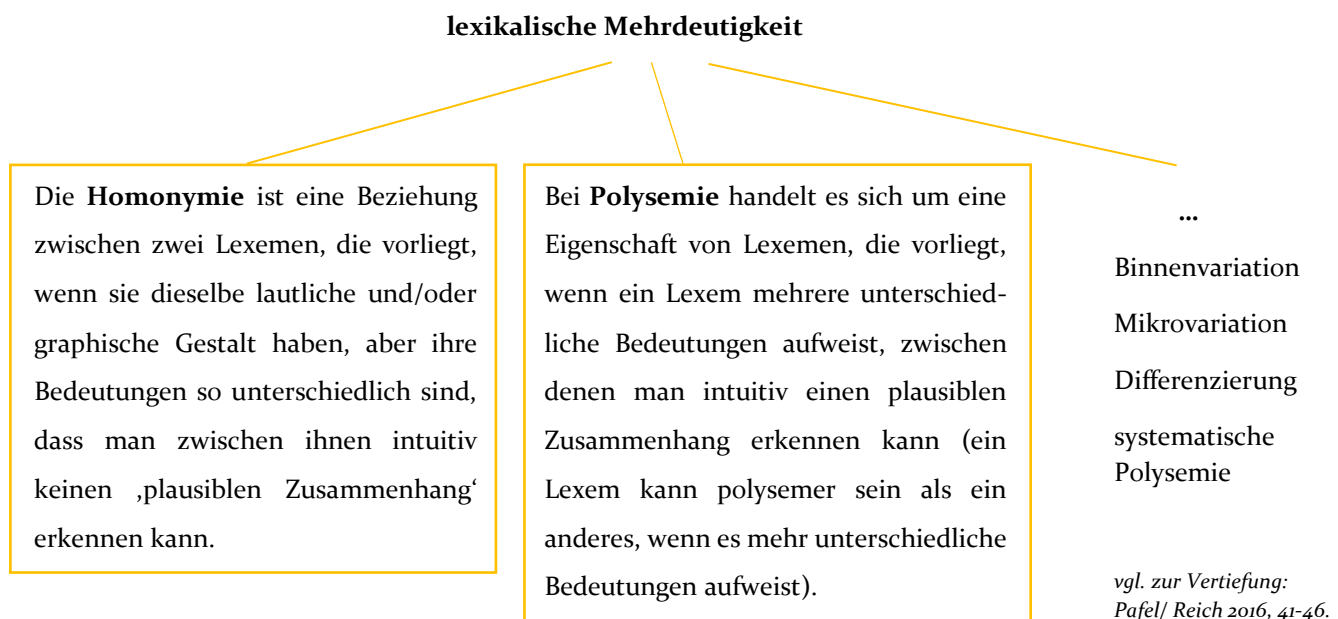 lexikalische Mehrdeutigkeit
Die Homonymie ist eine Beziehung
zwischen zwei Lexemen, die vorliegt,
wenn sie dieselbe lautliche und/oder
graphische Gestalt haben, aber ihre
Bedeutungen so unterschiedlich sind,
dass man zwischen ihnen intuitiv
keinen ‚plausiblen Zusammenhang‘
erkennen kann.
Bei Polysemie handelt es sich um eine
Eigenschaft von Lexemen, die vorliegt,
wenn ein Lexem mehrere unterschied-
liche Bedeutungen aufweist, zwischen
denen man intuitiv einen plausiblen
Zusammenhang erkennen kann (ein
Lexem kann polysemer sein als ein
anderes, wenn es mehr unterschiedliche
Bedeutungen aufweist).
...
Binnenvariation
Mikrovariation
Differenzierung
systematische
Polysemie
vgl. zur Vertiefung:
Pafel/ Reich 2016, 41-46.